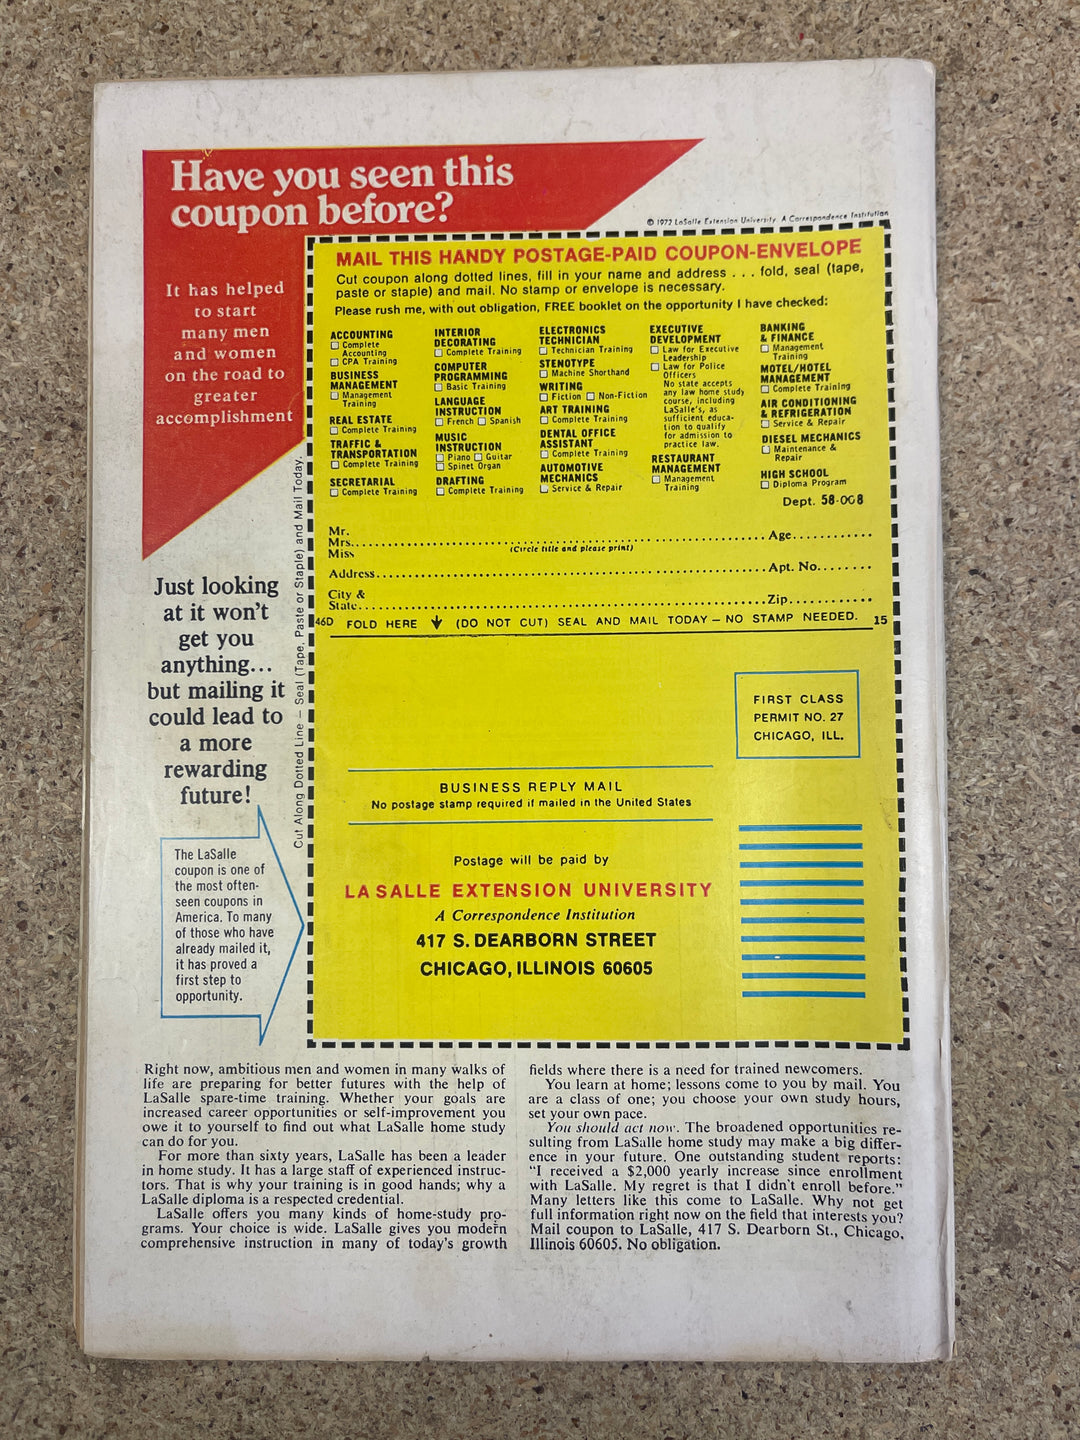 Have you seen this
coupon before?
© 1972 LaSalle Extension University. A Correspondence Institution
It has helped
to start
many men
and women
on the road to
greater
accomplishment
MAIL THIS HANDY POSTAGE-PAID COUPON-ENVELOPE
Cut coupon along dotted lines, fill in your name and address . . . fold, seal (tape,
paste or staple) and mail. No stamp or envelope is necessary.
Please rush me, with out obligation, FREE booklet on the opportunity I have checked:
ACCOUNTING
☐ Complete
Accounting
☐ CPA Training
BUSINESS
MANAGEMENT
☐ Management
Training
REAL ESTATE
☐ Complete Training
TRAFFIC &
TRANSPORTATION
☐ Complete Training
SECRETARIAL
☐ Complete Training
INTERIOR
DECORATING
☐ Complete Training
COMPUTER
PROGRAMMING
☐ Basic Training
LANGUAGE
INSTRUCTION
☐ French ☐ Spanish
MUSIC
INSTRUCTION
☐ Piano ☐ Guitar
☐ Spinet Organ
DRAFTING
☐ Complete Training
ELECTRONICS
TECHNICIAN
☐ Technician Training
STENOTYPE
☐ Machine Shorthand
WRITING
☐ Fiction ☐ Non-Fiction
ART TRAINING
☐ Complete Training
DENTAL OFFICE
ASSISTANT
☐ Complete Training
AUTOMOTIVE
MECHANICS
☐ Service & Repair
EXECUTIVE
DEVELOPMENT
☐ Law for Executive
Leadership
☐ Law for Police
Officers
No state accepts
any law home study
course, including
LaSalle's, as
sufficient educa-
tion to qualify
for admission to
practice law.
RESTAURANT
MANAGEMENT
☐ Management
Training
BANKING
& FINANCE
☐ Management
Training
MOTEL/HOTEL
MANAGEMENT
☐ Complete Training
AIR CONDITIONING
& REFRIGERATION
☐ Service & Repair
DIESEL MECHANICS
☐ Maintenance &
Repair
HIGH SCHOOL
☐ Diploma Program
Dept. 58-008
Mr.
Mrs. Age
Miss (Circle title and please print)
Address Apt. No.
City &
State Zip
46D FOLD HERE (DO NOT CUT) SEAL AND MAIL TODAY — NO STAMP NEEDED. 15
Cut Along Dotted Line — Seal (Tape, Paste or Staple) and Mail Today.
Just looking
at it won't
get you
anything...
but mailing it
could lead to
a more
rewarding
future!
The LaSalle
coupon is one of
the most often-
seen coupons in
America. To many
of those who have
already mailed it,
it has proved a
first step to
opportunity.
FIRST CLASS
PERMIT NO. 27
CHICAGO, ILL.
BUSINESS REPLY MAIL
No postage stamp required if mailed in the United States
Postage will be paid by
LA SALLE EXTENSION UNIVERSITY
A Correspondence Institution
417 S. DEARBORN STREET
CHICAGO, ILLINOIS 60605
Right now, ambitious men and women in many walks of
life are preparing for better futures with the help of
LaSalle spare-time training. Whether your goals are
increased career opportunities or self-improvement you
owe it to yourself to find out what LaSalle home study
can do for you.
For more than sixty years, LaSalle has been a leader
in home study. It has a large staff of experienced instruc-
tors. That is why your training is in good hands; why a
LaSalle diploma is a respected credential.
LaSalle offers you many kinds of home-study pro-
grams. Your choice is wide. LaSalle gives you modern
comprehensive instruction in many of today's growth
fields where there is a need for trained newcomers.
You learn at home; lessons come to you by mail. You
are a class of one; you choose your own study hours,
set your own pace.
You should act now. The broadened opportunities re-
sulting from LaSalle home study may make a big differ-
ence in your future. One outstanding student reports:
"I received a $2,000 yearly increase since enrollment
with LaSalle. My regret is that I didn't enroll before."
Many letters like this come to LaSalle. Why not get
full information right now on the field that interests you?
Mail coupon to LaSalle, 417 S. Dearborn St., Chicago,
Illinois 60605. No obligation.